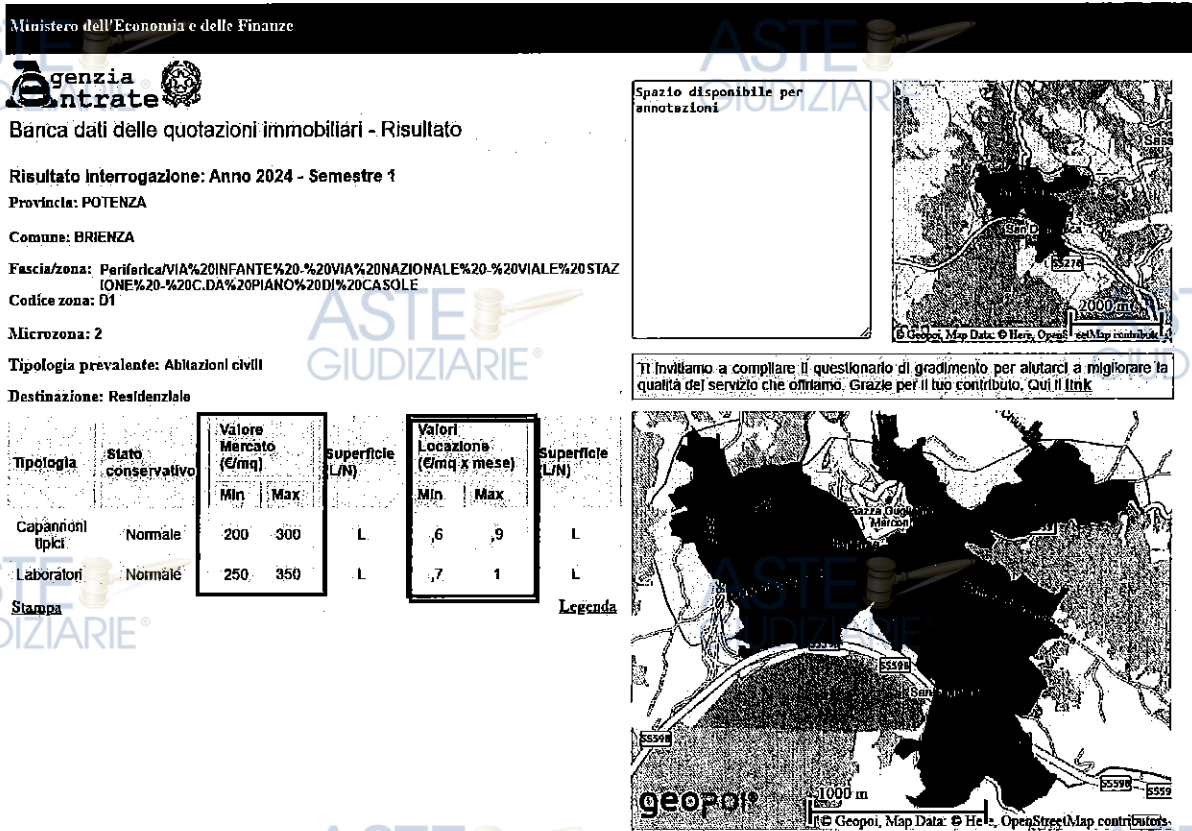 Ministero dell'Economia e delle Finanze
Agenzia
Entrate
Banca dati delle quotazioni immobiliari - Risultato
Risultato interrogazione: Anno 2024 - Semestre 1
Provincia: POTENZA
Comune: BRIENZA
Fascia/zona: Periferica/VIA%20INFANTE%20-%20VIA%20NAZIONALE%20-%20VIALE%20STAZ
IONE%20-%20C.DA%20PIANO%20DI%20CASOLE
Codice zona: D1
Microzona: 2
Tipologia prevalente: Abitazioni civili
Destinazione: Residenziale
Tipologia Stato conservativo Valore Mercato (€/mq) Superficie (L/N) Valori Locazione (€/mq x mese) Superficie (L/N)
Min Max Min Max
Capannoni tipici Normale 200 300 L ,6 ,9 L
Laboratori Normale 250 350 L ,7 1 L
Stampa Legenda
Spazio disponibile per
annotazioni
SS276
2000 m
© Geopoi, Map Data: © Here, OpenStreetMap contributors
Ti invitiamo a compilare il questionario di gradimento per aiutarci a migliorare la
qualità del servizio che offriamo. Grazie per il tuo contributo. Qui il link
SS598
SS598
SS598
SS598
geopoi®
1000 m
© Geopoi, Map Data: © Here, OpenStreetMap contributors
ASTE
GIUDIZIARIE®